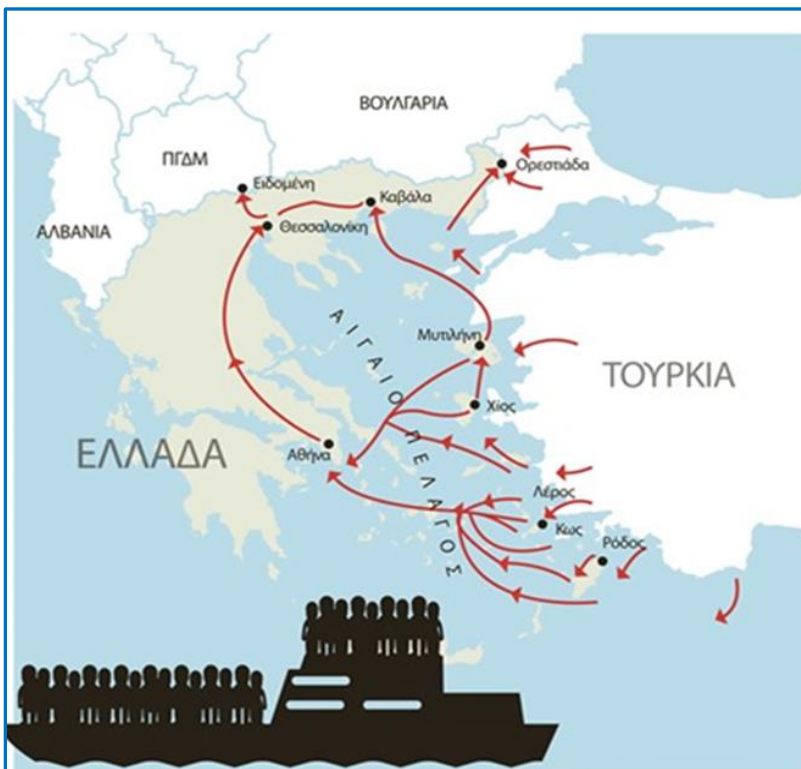 ΒΟΥΛΓΑΡΙΑ
ΠΓΔΜ
Ορεστιάδα
Ειδομένη
Καβάλα
Θεσσαλονίκη
ΑΛΒΑΝΙΑ
ΑΙΓΑΙΟ ΠΕΛΑΓΟΣ
Μυτιλήνη
ΤΟΥΡΚΙΑ
Χίος
ΕΛΛΑΔΑ
Αθήνα
Λέρος
Κως
Ρόδος